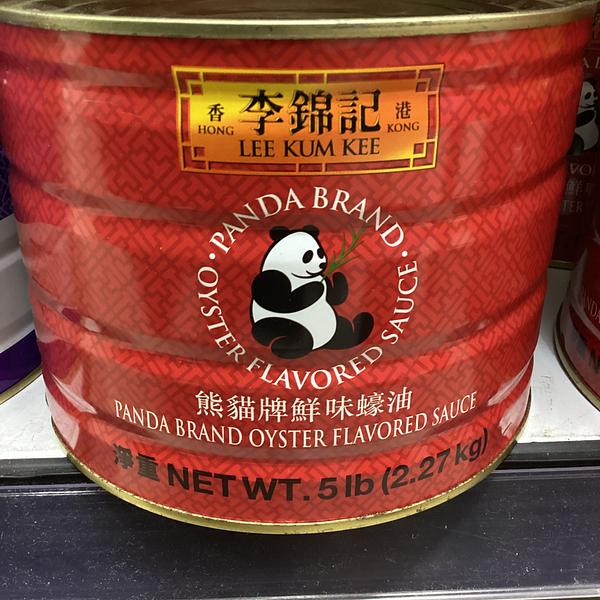 香 李錦記 港
HONG KONG
LEE KUM KEE
· PANDA BRAND ·
OYSTER FLAVORED SAUCE
熊貓牌鮮味蠔油
PANDA BRAND OYSTER FLAVORED SAUCE
淨重 NET WT. 5 lb (2.27 kg)